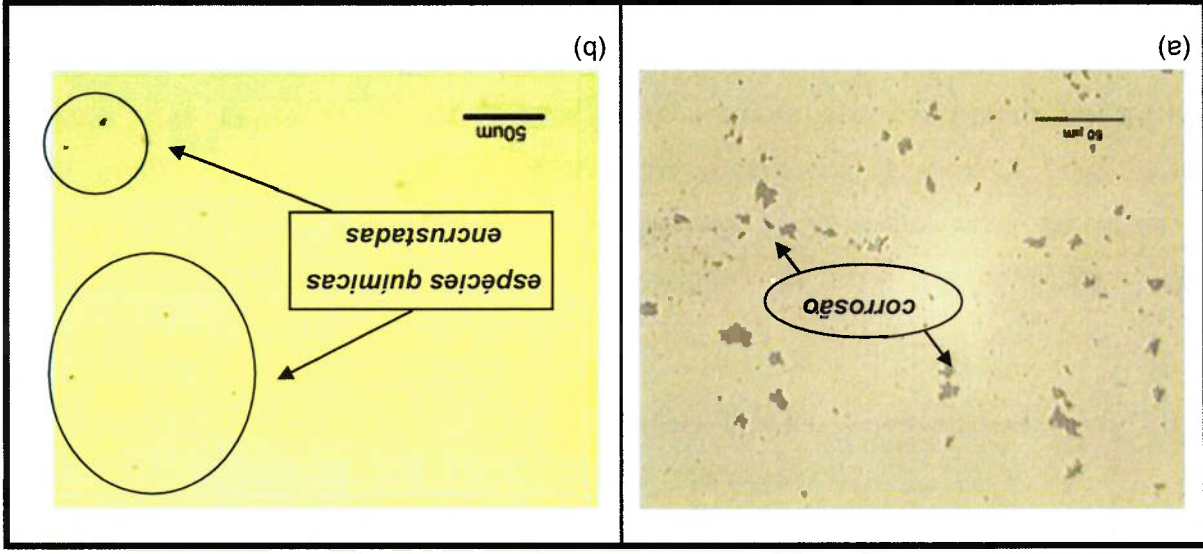 corrosão
50 µm
(a)
espécies químicas
encrustadas
50um
(b)